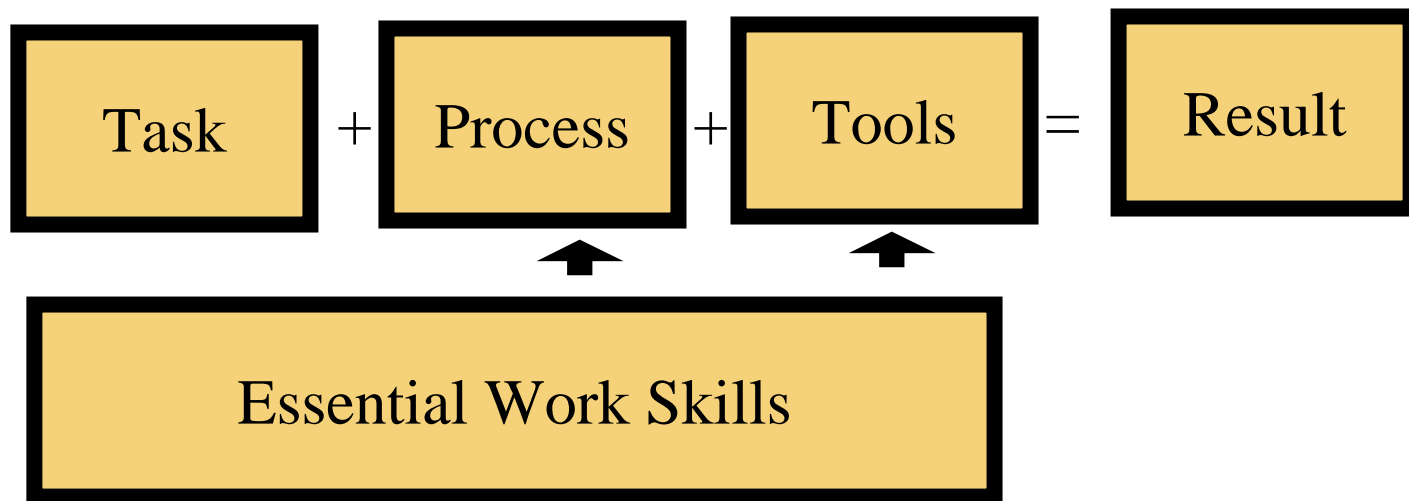 Task + Process + Tools = Result
Essential Work Skills